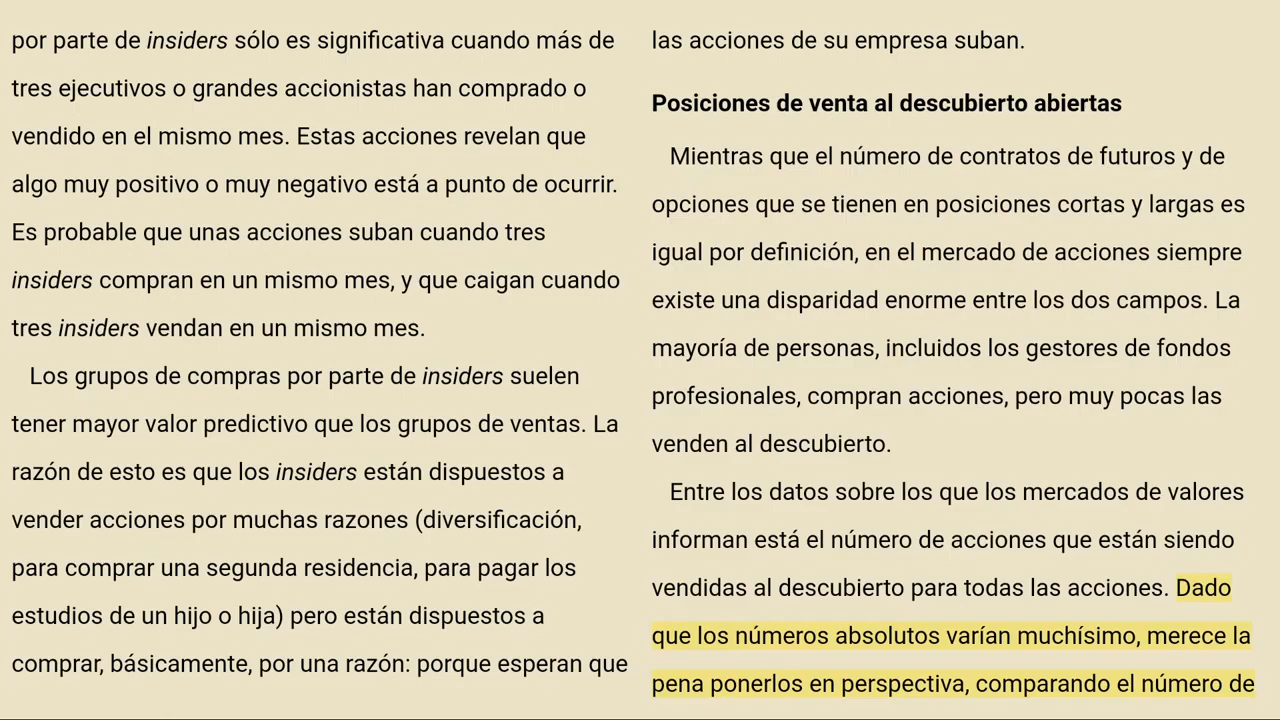 por parte de insiders sólo es significativa cuando más de
tres ejecutivos o grandes accionistas han comprado o
vendido en el mismo mes. Estas acciones revelan que
algo muy positivo o muy negativo está a punto de ocurrir.
Es probable que unas acciones suban cuando tres
insiders compran en un mismo mes, y que caigan cuando
tres insiders vendan en un mismo mes.
Los grupos de compras por parte de insiders suelen
tener mayor valor predictivo que los grupos de ventas. La
razón de esto es que los insiders están dispuestos a
vender acciones por muchas razones (diversificación,
para comprar una segunda residencia, para pagar los
estudios de un hijo o hija) pero están dispuestos a
comprar, básicamente, por una razón: porque esperan que
las acciones de su empresa suban.
Posiciones de venta al descubierto abiertas
Mientras que el número de contratos de futuros y de
opciones que se tienen en posiciones cortas y largas es
igual por definición, en el mercado de acciones siempre
existe una disparidad enorme entre los dos campos. La
mayoría de personas, incluidos los gestores de fondos
profesionales, compran acciones, pero muy pocas las
venden al descubierto.
Entre los datos sobre los que los mercados de valores
informan está el número de acciones que están siendo
vendidas al descubierto para todas las acciones. Dado
que los números absolutos varían muchísimo, merece la
pena ponerlos en perspectiva, comparando el número de